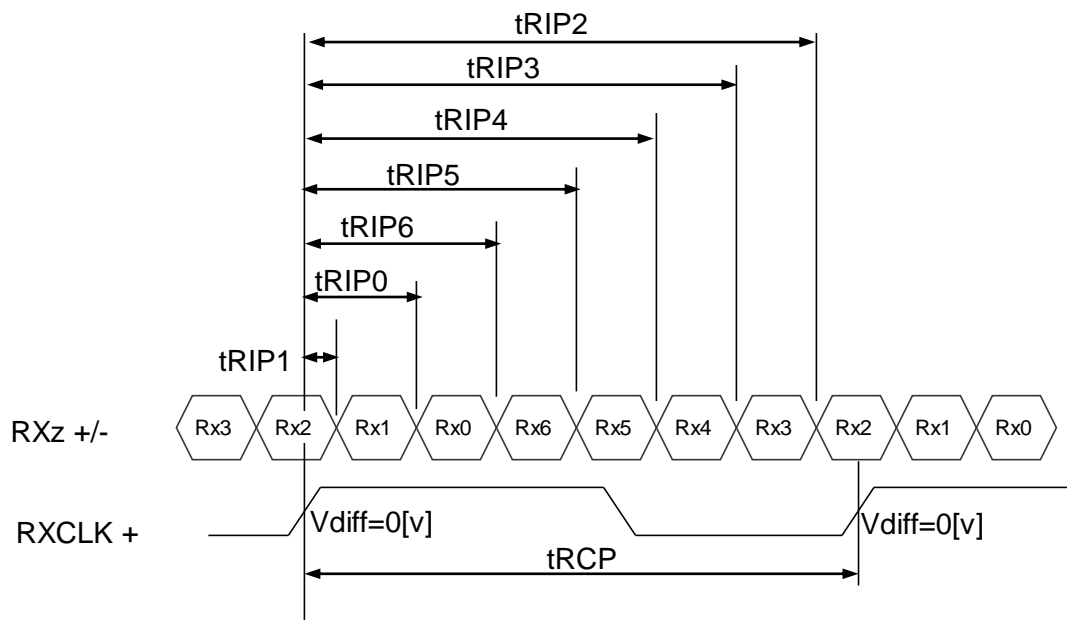 tRIP2
tRIP3
tRIP4
tRIP5
tRIP6
tRIP0
tRIP1
RXz +/- Rx3 Rx2 Rx1 Rx0 Rx6 Rx5 Rx4 Rx3 Rx2 Rx1 Rx0
RXCLK + Vdiff=0[v] Vdiff=0[v]
tRCP